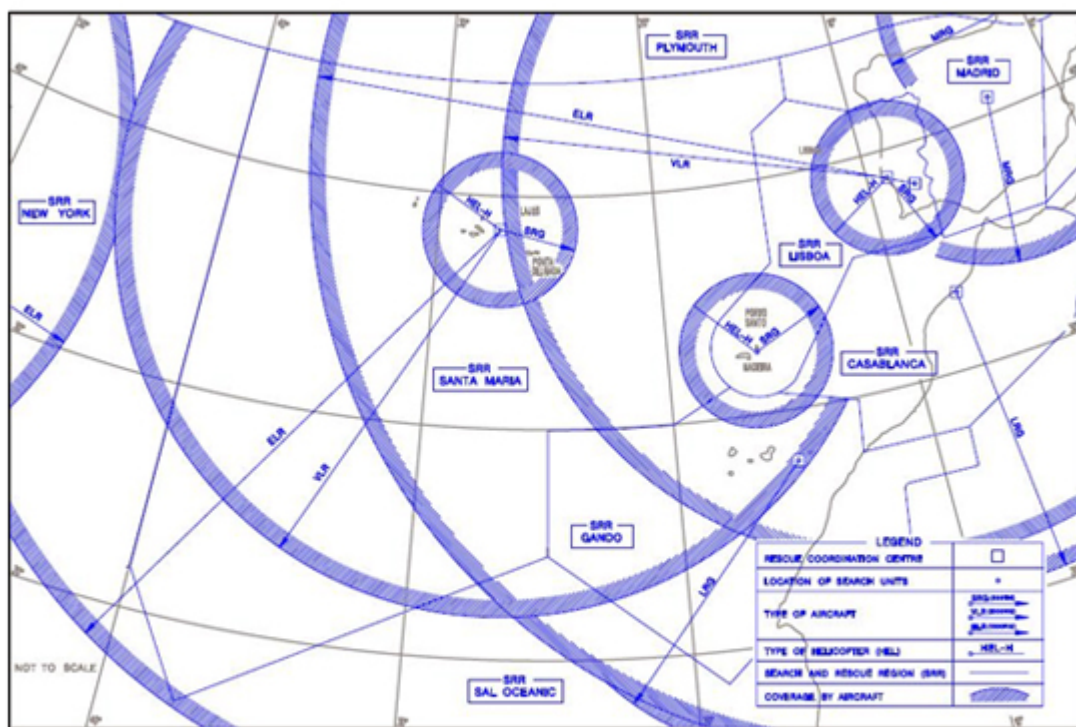 SRR
PLYMOUTH
MRG
SRR
MADRID
ELR
VLR
MRG
SRR
NEW YORK
HEL-H
LAJES
SRG
PONTA
DELGADA
HEL-H
SRG
SRR
LISBOA
ELR
PORTO
SANTO
HEL-H
SRG
MADEIRA
SRR
SANTA MARIA
SRR
CASABLANCA
ELR
VLR
LRG
SRR
GANDO
LRG
NOT TO SCALE
SRR
SAL OCEANIC
LEGEND
RESCUE COORDINATION CENTRE
LOCATION OF SEARCH UNITS
TYPE OF AIRCRAFT
TYPE OF HELICOPTER (HEL)
HEL-H
SEARCH AND RESCUE REGION (SRR)
COVERAGE BY AIRCRAFT